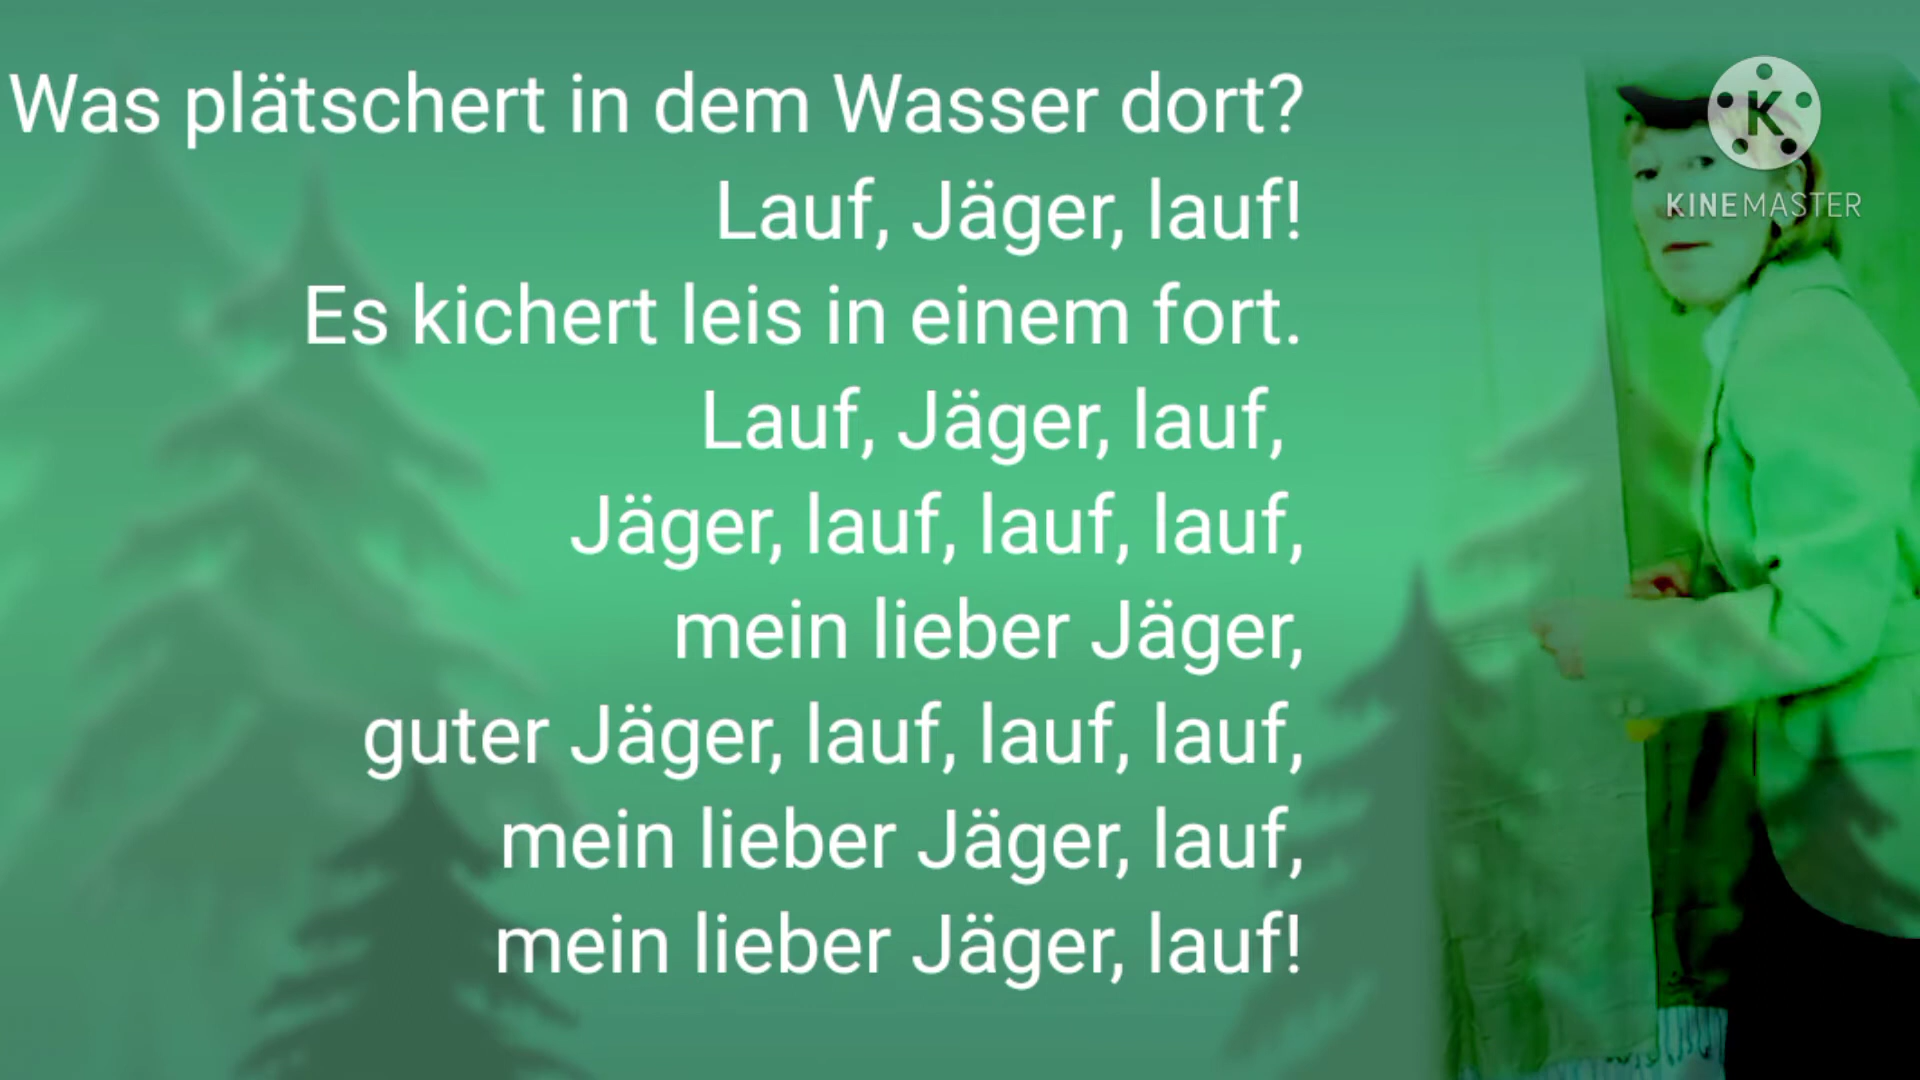 Was plätschert in dem Wasser dort?
Lauf, Jäger, lauf!
Es kichert leis in einem fort.
Lauf, Jäger, lauf,
Jäger, lauf, lauf, lauf,
mein lieber Jäger,
guter Jäger, lauf, lauf, lauf,
mein lieber Jäger, lauf,
mein lieber Jäger, lauf!
K
KINEMASTER